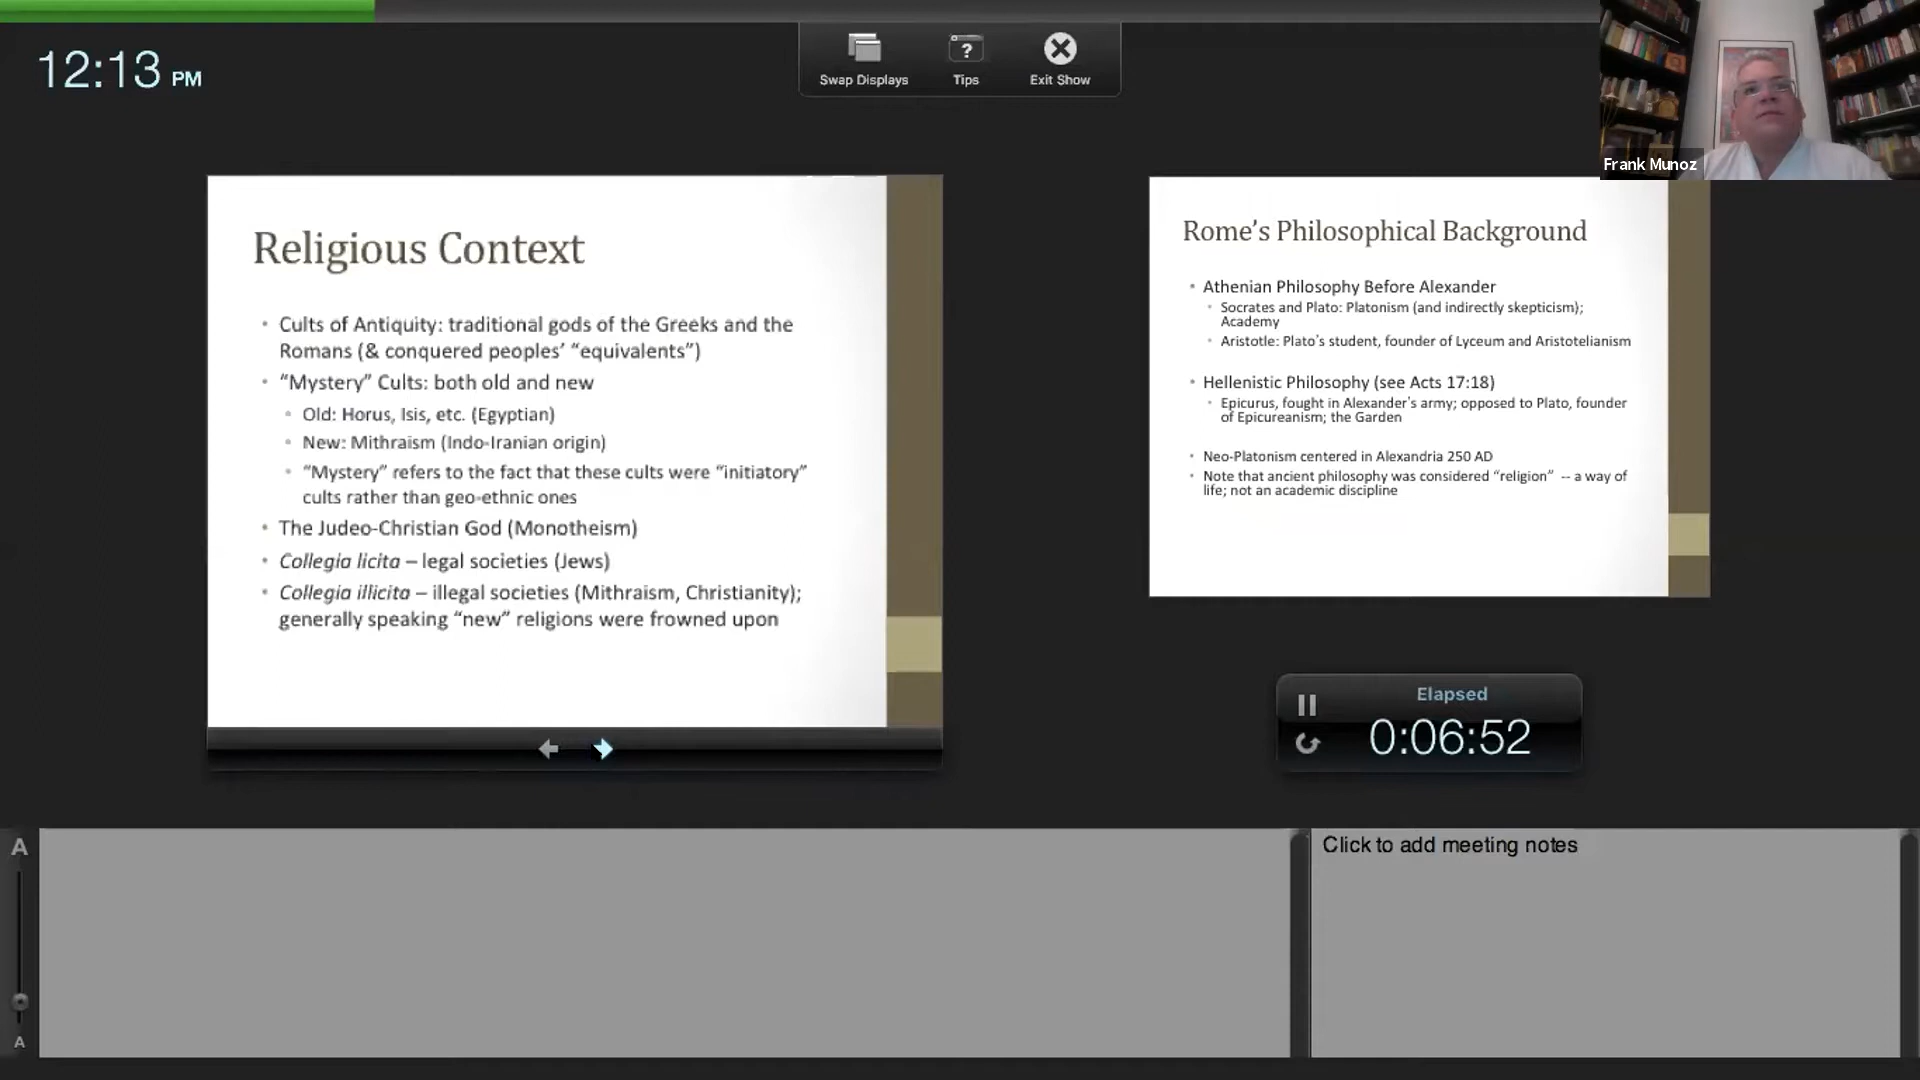 12:13 PM
Swap Displays
Tips
Exit Show
Frank Munoz
Religious Context
• Cults of Antiquity: traditional gods of the Greeks and the
Romans (& conquered peoples’ “equivalents”)
• “Mystery” Cults: both old and new
• Old: Horus, Isis, etc. (Egyptian)
• New: Mithraism (Indo-Iranian origin)
• “Mystery” refers to the fact that these cults were “initiatory”
cults rather than geo-ethnic ones
• The Judeo-Christian God (Monotheism)
• Collegia licita – legal societies (Jews)
• Collegia illicita – illegal societies (Mithraism, Christianity);
generally speaking “new” religions were frowned upon
Rome’s Philosophical Background
• Athenian Philosophy Before Alexander
• Socrates and Plato: Platonism (and indirectly skepticism);
Academy
• Aristotle: Plato’s student, founder of Lyceum and Aristotelianism
• Hellenistic Philosophy (see Acts 17:18)
• Epicurus, fought in Alexander’s army; opposed to Plato, founder
of Epicureanism; the Garden
• Neo-Platonism centered in Alexandria 250 AD
• Note that ancient philosophy was considered “religion” -- a way of
life; not an academic discipline
Elapsed
0:06:52
A
A
Click to add meeting notes